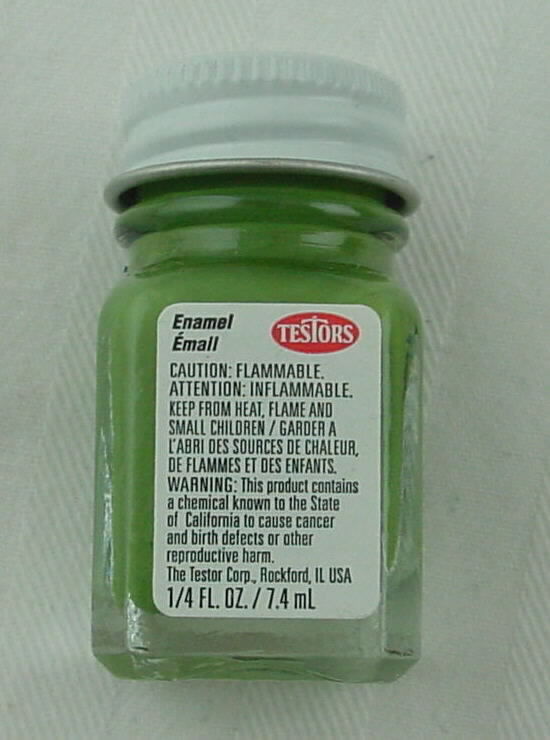 Enamel
Émail
TESTORS
CAUTION: FLAMMABLE.
ATTENTION: INFLAMMABLE.
KEEP FROM HEAT, FLAME AND
SMALL CHILDREN / GARDER A
L'ABRI DES SOURCES DE CHALEUR,
DE FLAMMES ET DES ENFANTS.
WARNING: This product contains
a chemical known to the State
of California to cause cancer
and birth defects or other
reproductive harm.
The Testor Corp., Rockford, IL USA
1/4 FL. OZ. / 7.4 mL